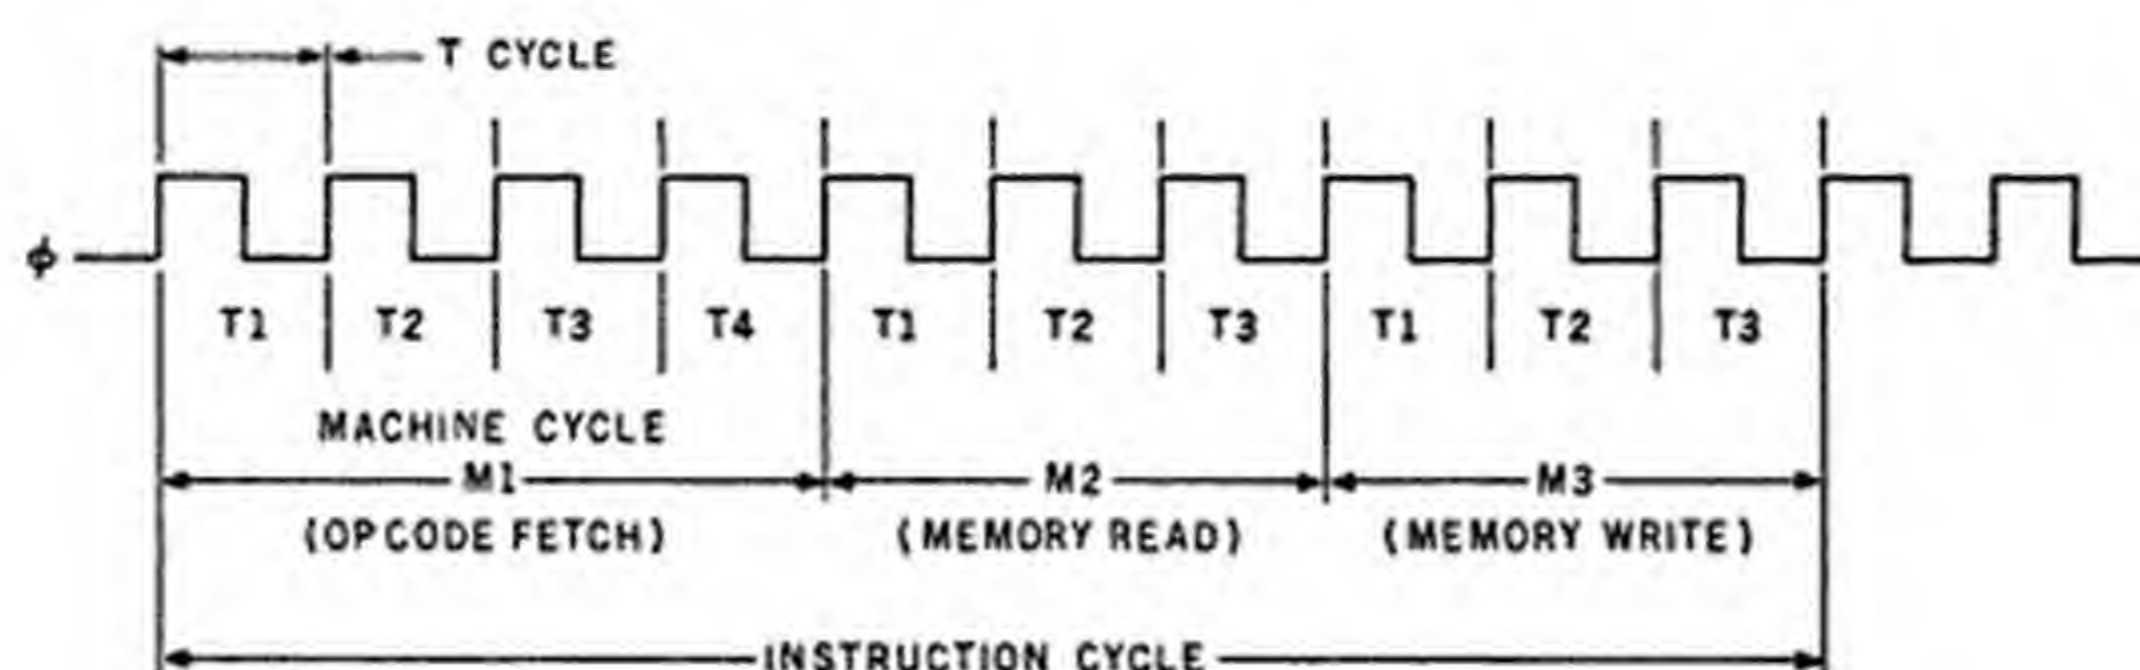 T CYCLE
ϕ
T1 T2 T3 T4 T1 T2 T3 T1 T2 T3
MACHINE CYCLE
M1 M2 M3
(OPCODE FETCH) (MEMORY READ) (MEMORY WRITE)
INSTRUCTION CYCLE